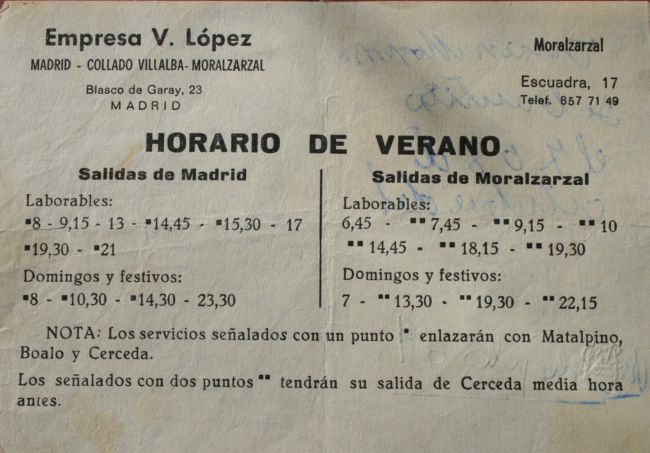 Empresa V. López
MADRID - COLLADO VILLALBA- MORALZARZAL
Blasco de Garay, 23
MADRID
Moralzarzal
Escuadra, 17
Telef. 857 71 49
HORARIO DE VERANO
Salidas de Madrid
Laborables:
▪8 - 9,15 - 13 - ▪14,45 - ▪15,30 - 17
▪19,30 - ▪21
Domingos y festivos:
▪8 - ▪10,30 - ▪14,30 - 23,30
Salidas de Moralzarzal
Laborables:
6,45 - ▪▪ 7,45 - ▪▪ 9,15 - ▪▪ 10
▪▪ 14,45 - ▪▪ 18,15 - ▪▪ 19,30
Domingos y festivos:
7 - ▪▪ 13,30 - ▪▪ 19,30 - ▪▪ 22,15
NOTA: Los servicios señalados con un punto ▪ enlazarán con Matalpino,
Boalo y Cerceda.
Los señalados con dos puntos ▪▪ tendrán su salida de Cerceda media hora
antes.